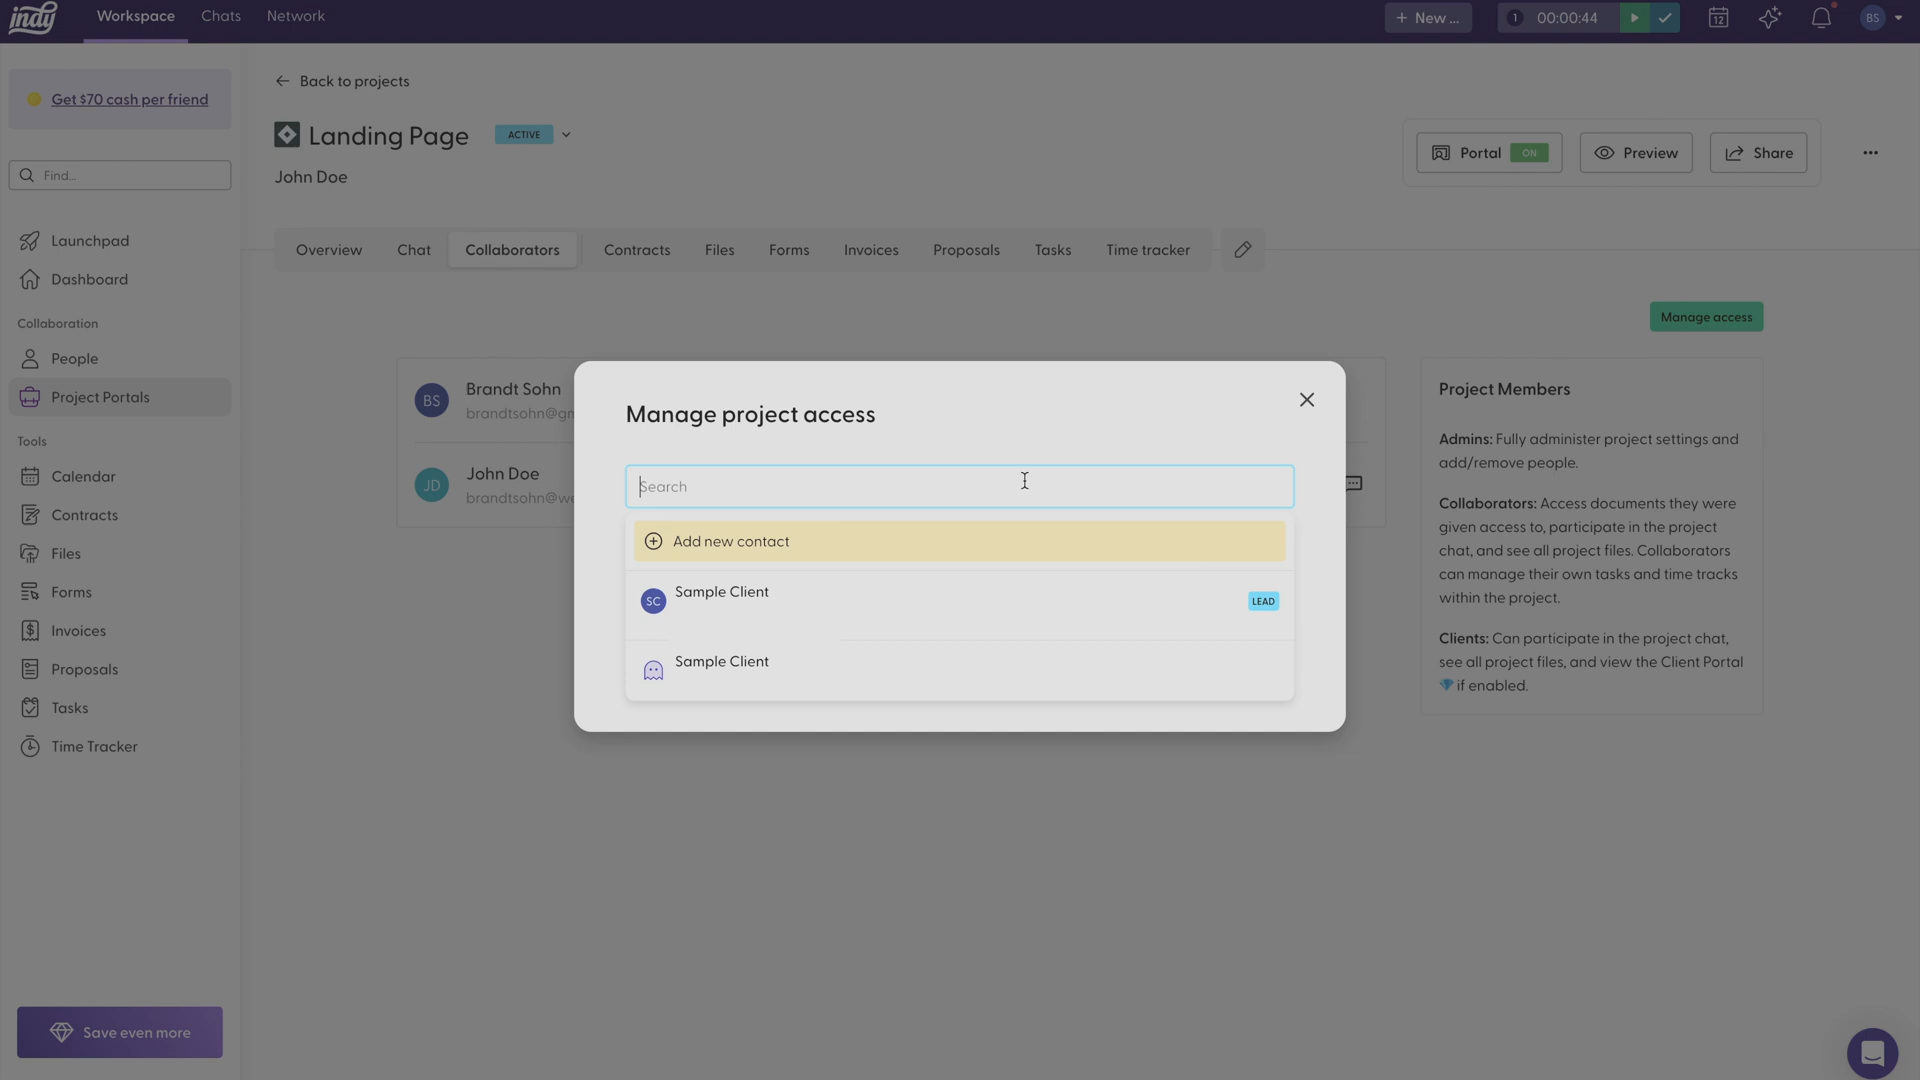 indy
Workspace
Chats
Network
+ New ...
1
00:00:44
12
BS
Get $70 cash per friend
Find...
Launchpad
Dashboard
Collaboration
People
Project Portals
Tools
Calendar
Contracts
Files
Forms
Invoices
Proposals
Tasks
Time Tracker
Save even more
Back to projects
Landing Page
ACTIVE
John Doe
Portal
ON
Preview
Share
Overview
Chat
Collaborators
Contracts
Files
Forms
Invoices
Proposals
Tasks
Time tracker
Manage access
BS
Brandt Sohn
brandtsohn@gm
JD
John Doe
brandtsohn@we
Manage project access
Search
Add new contact
SC
Sample Client
LEAD
Sample Client
Project Members
Admins: Fully administer project settings and
add/remove people.
Collaborators: Access documents they were
given access to, participate in the project
chat, and see all project files. Collaborators
can manage their own tasks and time tracks
within the project.
Clients: Can participate in the project chat,
see all project files, and view the Client Portal
if enabled.